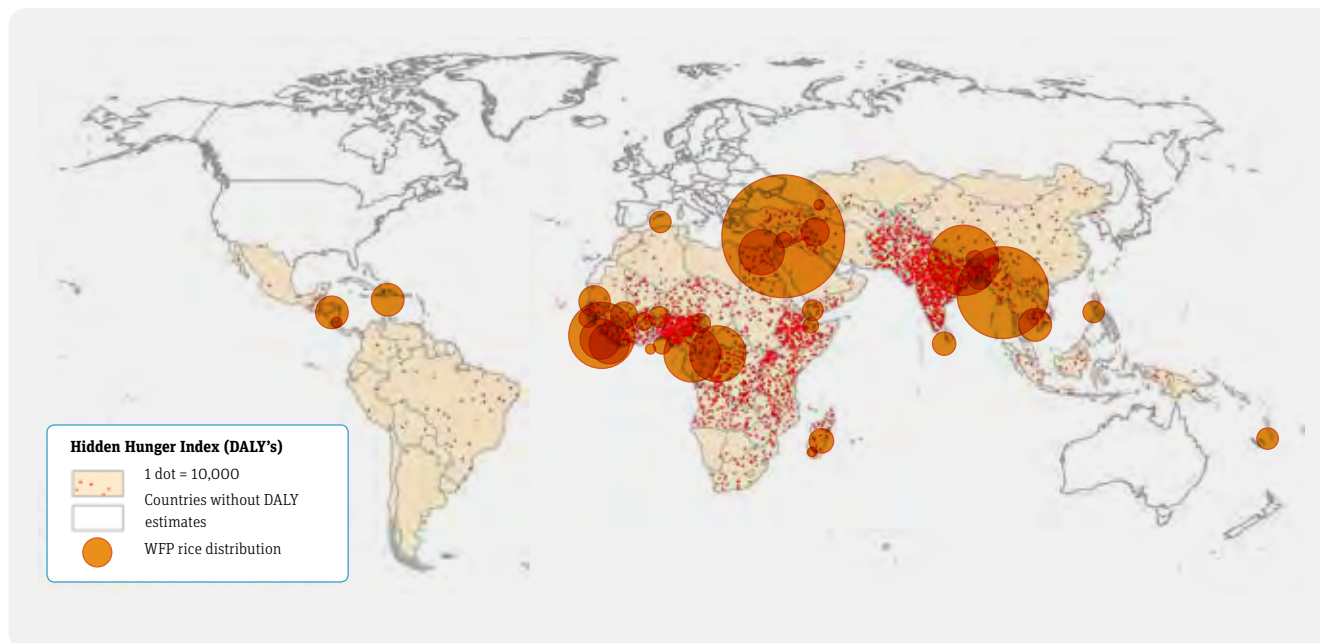 Hidden Hunger Index (DALY's)
1 dot = 10,000
Countries without DALY
estimates
WFP rice distribution